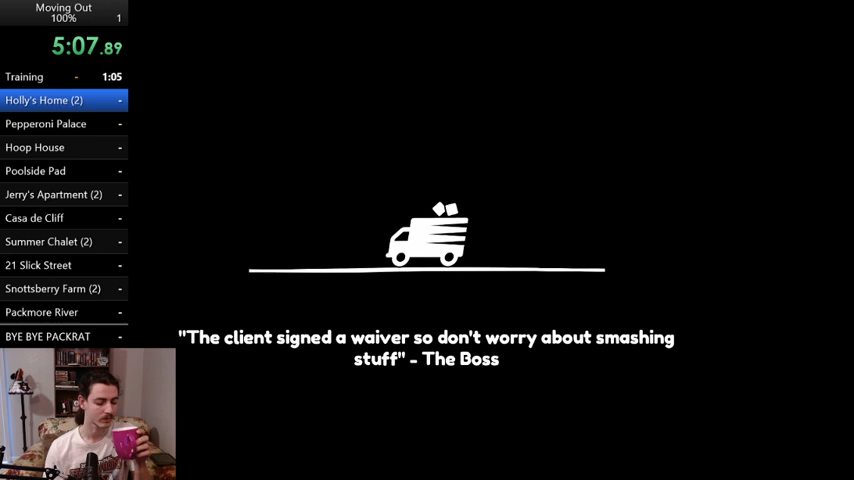 Moving Out
100% 1
5:07.89
Training - 1:05
Holly's Home (2) -
Pepperoni Palace -
Hoop House -
Poolside Pad -
Jerry's Apartment (2) -
Casa de Cliff -
Summer Chalet (2) -
21 Slick Street -
Snottsberry Farm (2) -
Packmore River -
BYE BYE PACKRAT -
"The client signed a waiver so don't worry about smashing
stuff" - The Boss